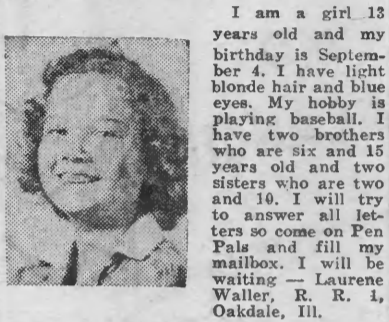 I am a girl 13
years old and my
birthday is Septem-
ber 4. I have light
blonde hair and blue
eyes. My hobby is
playing baseball. I
have two brothers
who are six and 15
years old and two
sisters who are two
and 10. I will try
to answer all let-
ters so come on Pen
Pals and fill my
mailbox. I will be
waiting — Laurene
Waller, R. R. 1,
Oakdale, Ill.